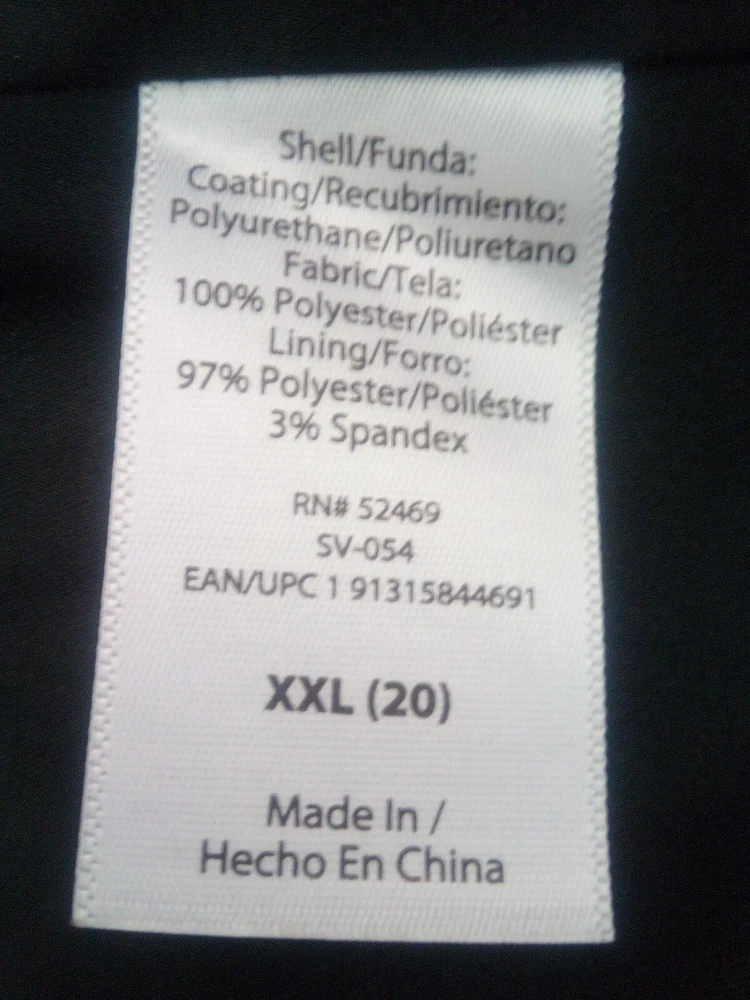 Shell/Funda:
Coating/Recubrimiento:
Polyurethane/Poliuretano
Fabric/Tela:
100% Polyester/Poliéster
Lining/Forro:
97% Polyester/Poliéster
3% Spandex
RN# 52469
SV-054
EAN/UPC 1 91315844691
XXL (20)
Made In /
Hecho En China